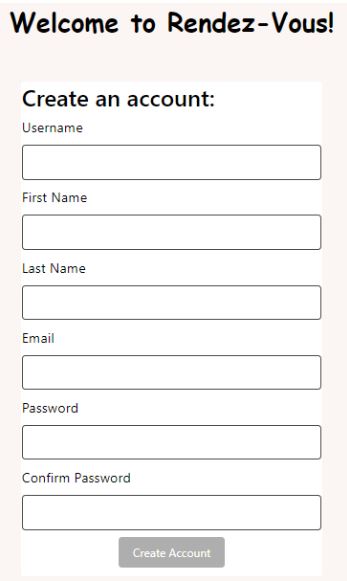 Welcome to Rendez-Vous!
Create an account:
Username
First Name
Last Name
Email
Password
Confirm Password
Create Account